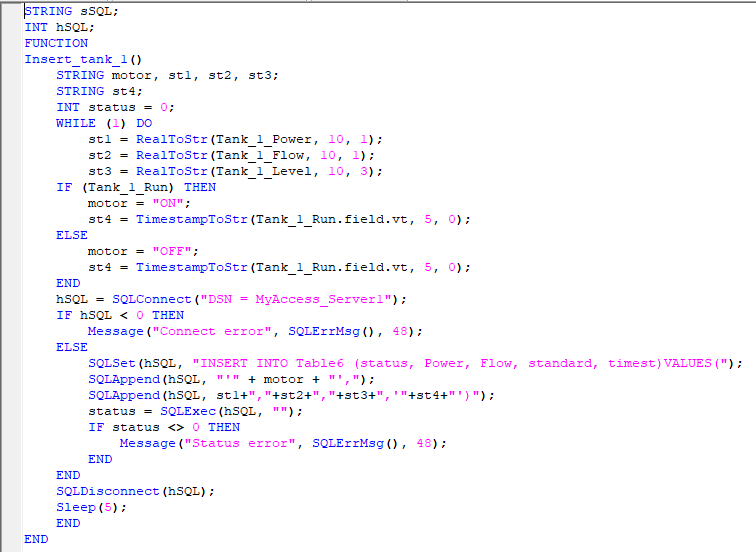 STRING sSQL;
INT hSQL;
FUNCTION
Insert_tank_1()
    STRING motor, st1, st2, st3;
    STRING st4;
    INT status = 0;
    WHILE (1) DO
        st1 = RealToStr(Tank_1_Power, 10, 1);
        st2 = RealToStr(Tank_1_Flow, 10, 1);
        st3 = RealToStr(Tank_1_Level, 10, 3);
    IF (Tank_1_Run) THEN
        motor = "ON";
        st4 = TimestampToStr(Tank_1_Run.field.vt, 5, 0);
    ELSE
        motor = "OFF";
        st4 = TimestampToStr(Tank_1_Run.field.vt, 5, 0);
    END
    hSQL = SQLConnect("DSN = MyAccess_Server1");
    IF hSQL < 0 THEN
        Message("Connect error", SQLErrMsg(), 48);
    ELSE
        SQLSet(hSQL, "INSERT INTO Table6 (status, Power, Flow, standard, timest)VALUES(");
        SQLAppend(hSQL, "'" + motor + "',");
        SQLAppend(hSQL, st1+","+st2+","+st3+",'"+st4+"')");
        status = SQLExec(hSQL, "");
        IF status <> 0 THEN
            Message("Status error", SQLErrMsg(), 48);
        END
    END
    SQLDisconnect(hSQL);
    Sleep(5);
    END
END